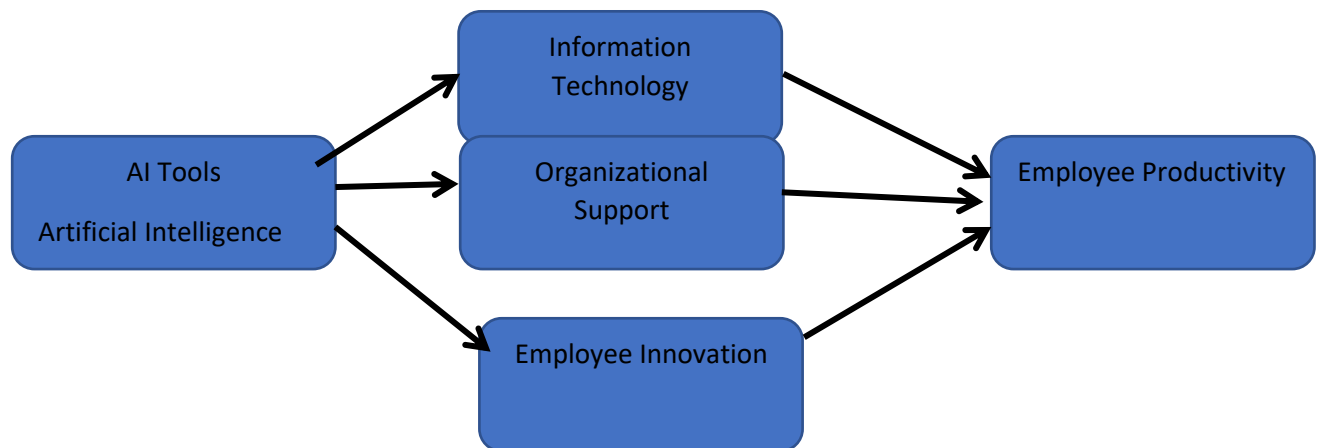 Information
Technology
AI Tools
Artificial Intelligence
Organizational
Support
Employee Productivity
Employee Innovation